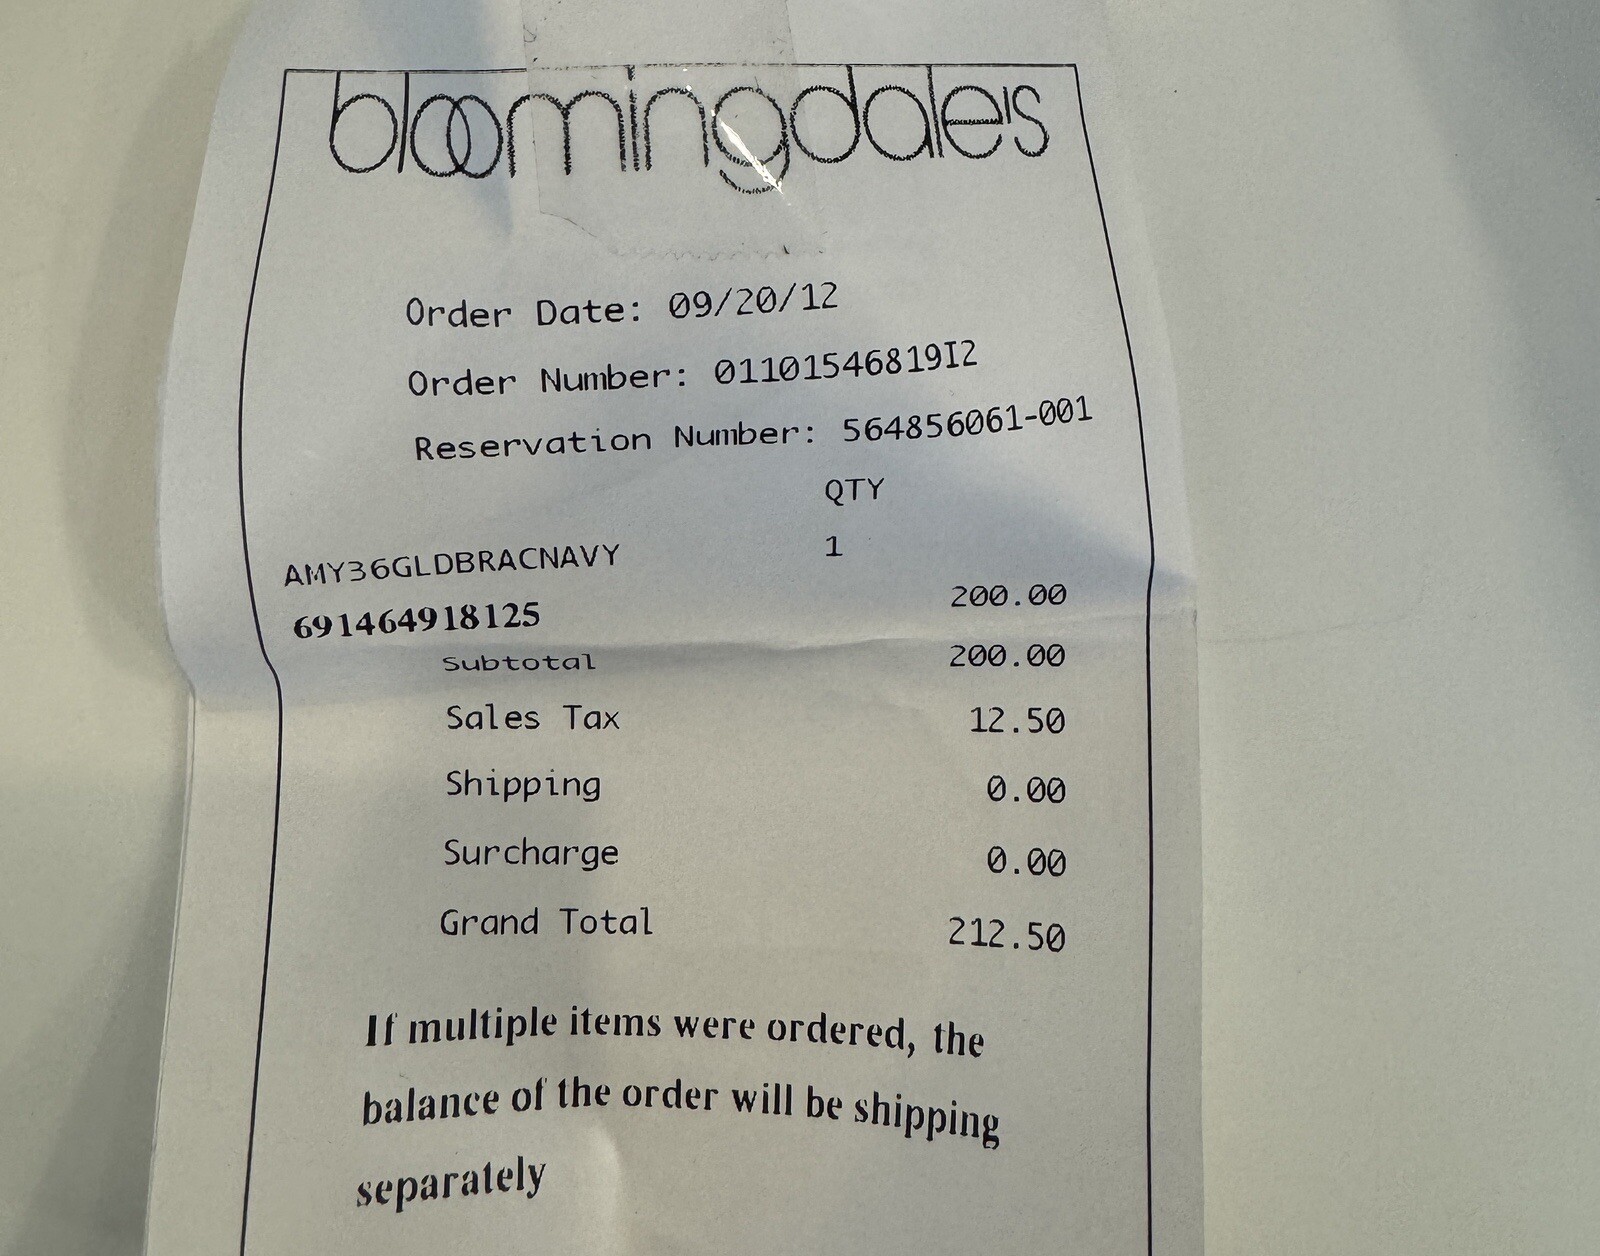 bloomingdale's
Order Date: 09/20/12
Order Number: 01101546819I2
Reservation Number: 564856061-001
QTY
AMY36GLDBRACNAVY 1
691464918125 200.00
Subtotal 200.00
Sales Tax 12.50
Shipping 0.00
Surcharge 0.00
Grand Total 212.50
If multiple items were ordered, the
balance of the order will be shipping
separately